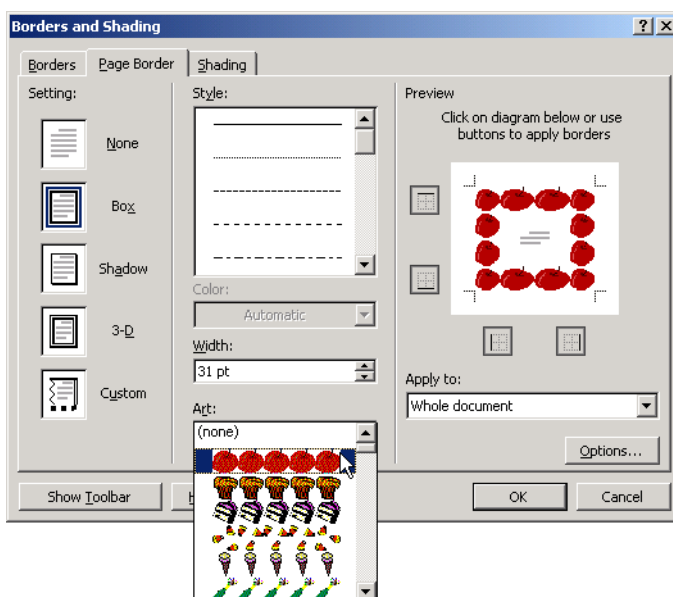 Borders and Shading
Borders
Page Border
Shading
Setting:
None
Box
Shadow
3-D
Custom
Style:
Color:
Automatic
Width:
31 pt
Art:
(none)
Preview
Click on diagram below or use
buttons to apply borders
Apply to:
Whole document
Options...
Show Toolbar
OK
Cancel